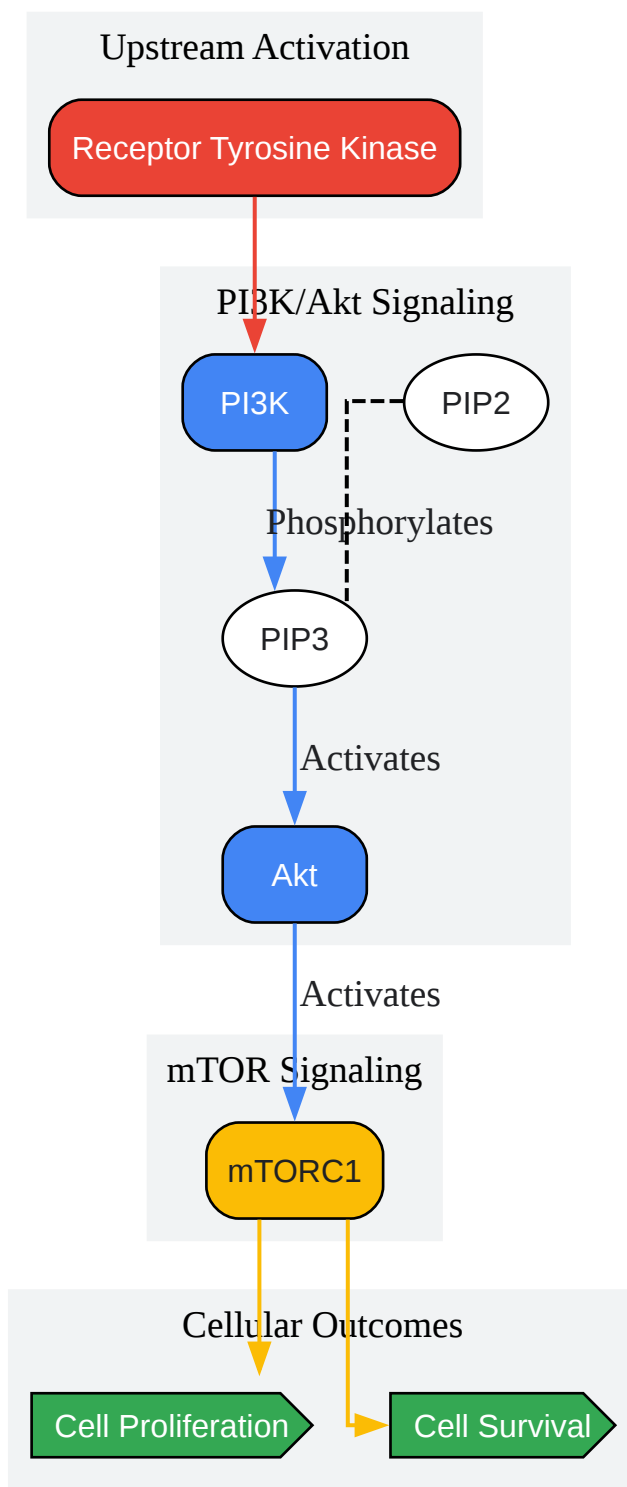 Upstream Activation
Receptor Tyrosine Kinase
PI3K/Akt Signaling
PI3K
PIP2
Phosphorylates
PIP3
Activates
Akt
Activates
mTOR Signaling
mTORC1
Cellular Outcomes
Cell Proliferation
Cell Survival